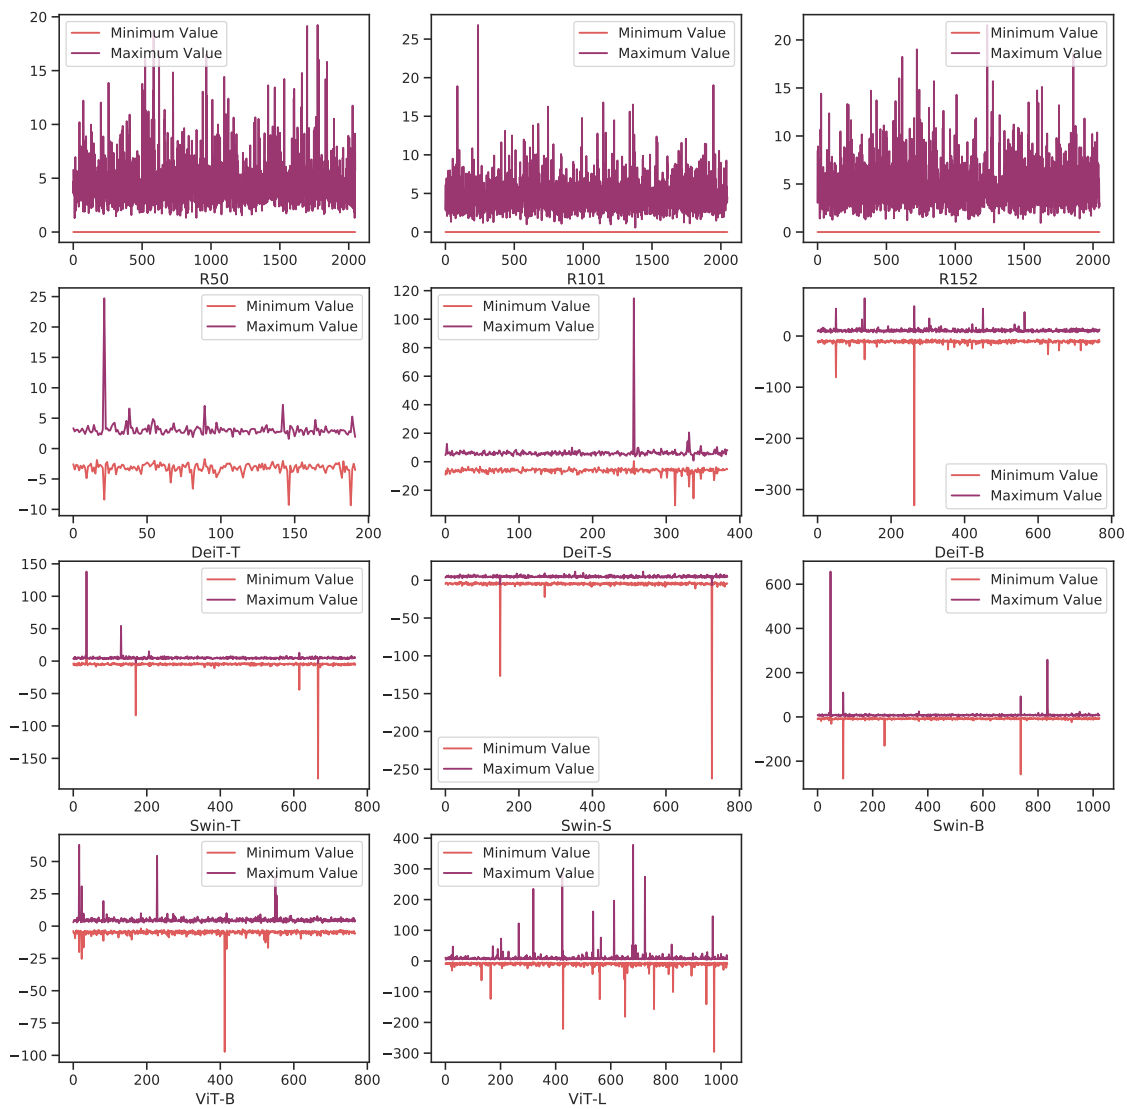 20
15
10
5
0
Minimum Value
Maximum Value
0 500 1000 1500 2000
R50
25
20
15
10
5
0
Minimum Value
Maximum Value
0 500 1000 1500 2000
R101
20
15
10
5
0
Minimum Value
Maximum Value
0 500 1000 1500 2000
R152
25
20
15
10
5
0
−5
−10
Minimum Value
Maximum Value
0 50 100 150 200
DeiT-T
120
100
80
60
40
20
0
−20
Minimum Value
Maximum Value
0 100 200 300 400
DeiT-S
0
−100
−200
−300
Minimum Value
Maximum Value
0 200 400 600 800
DeiT-B
150
100
50
0
−50
−100
−150
Minimum Value
Maximum Value
0 200 400 600 800
Swin-T
0
−50
−100
−150
−200
−250
Minimum Value
Maximum Value
0 200 400 600 800
Swin-S
600
400
200
0
−200
Minimum Value
Maximum Value
0 200 400 600 800 1000
Swin-B
50
25
0
−25
−50
−75
−100
Minimum Value
Maximum Value
0 200 400 600 800
ViT-B
400
300
200
100
0
−100
−200
−300
Minimum Value
Maximum Value
0 200 400 600 800 1000
ViT-L